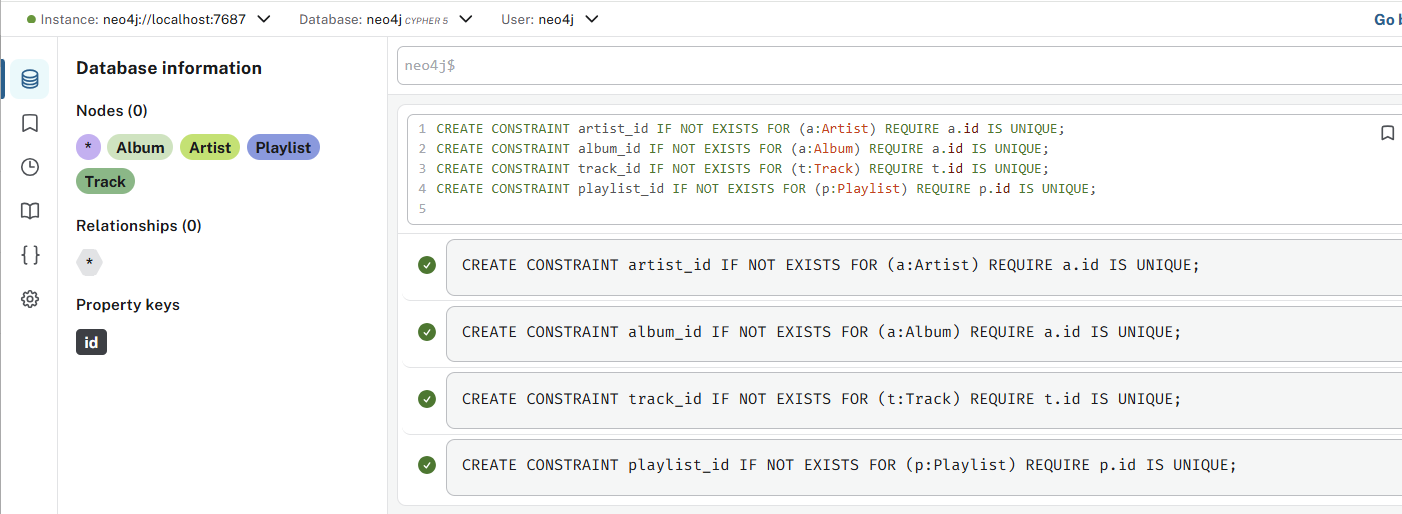 Instance: neo4j://localhost:7687 Database: neo4j CYPHER 5 User: neo4j Go
Database information
Nodes (0)
* Album Artist Playlist
Track
Relationships (0)
*
Property keys
id
neo4j$
1 CREATE CONSTRAINT artist_id IF NOT EXISTS FOR (a:Artist) REQUIRE a.id IS UNIQUE;
2 CREATE CONSTRAINT album_id IF NOT EXISTS FOR (a:Album) REQUIRE a.id IS UNIQUE;
3 CREATE CONSTRAINT track_id IF NOT EXISTS FOR (t:Track) REQUIRE t.id IS UNIQUE;
4 CREATE CONSTRAINT playlist_id IF NOT EXISTS FOR (p:Playlist) REQUIRE p.id IS UNIQUE;
5
CREATE CONSTRAINT artist_id IF NOT EXISTS FOR (a:Artist) REQUIRE a.id IS UNIQUE;
CREATE CONSTRAINT album_id IF NOT EXISTS FOR (a:Album) REQUIRE a.id IS UNIQUE;
CREATE CONSTRAINT track_id IF NOT EXISTS FOR (t:Track) REQUIRE t.id IS UNIQUE;
CREATE CONSTRAINT playlist_id IF NOT EXISTS FOR (p:Playlist) REQUIRE p.id IS UNIQUE;